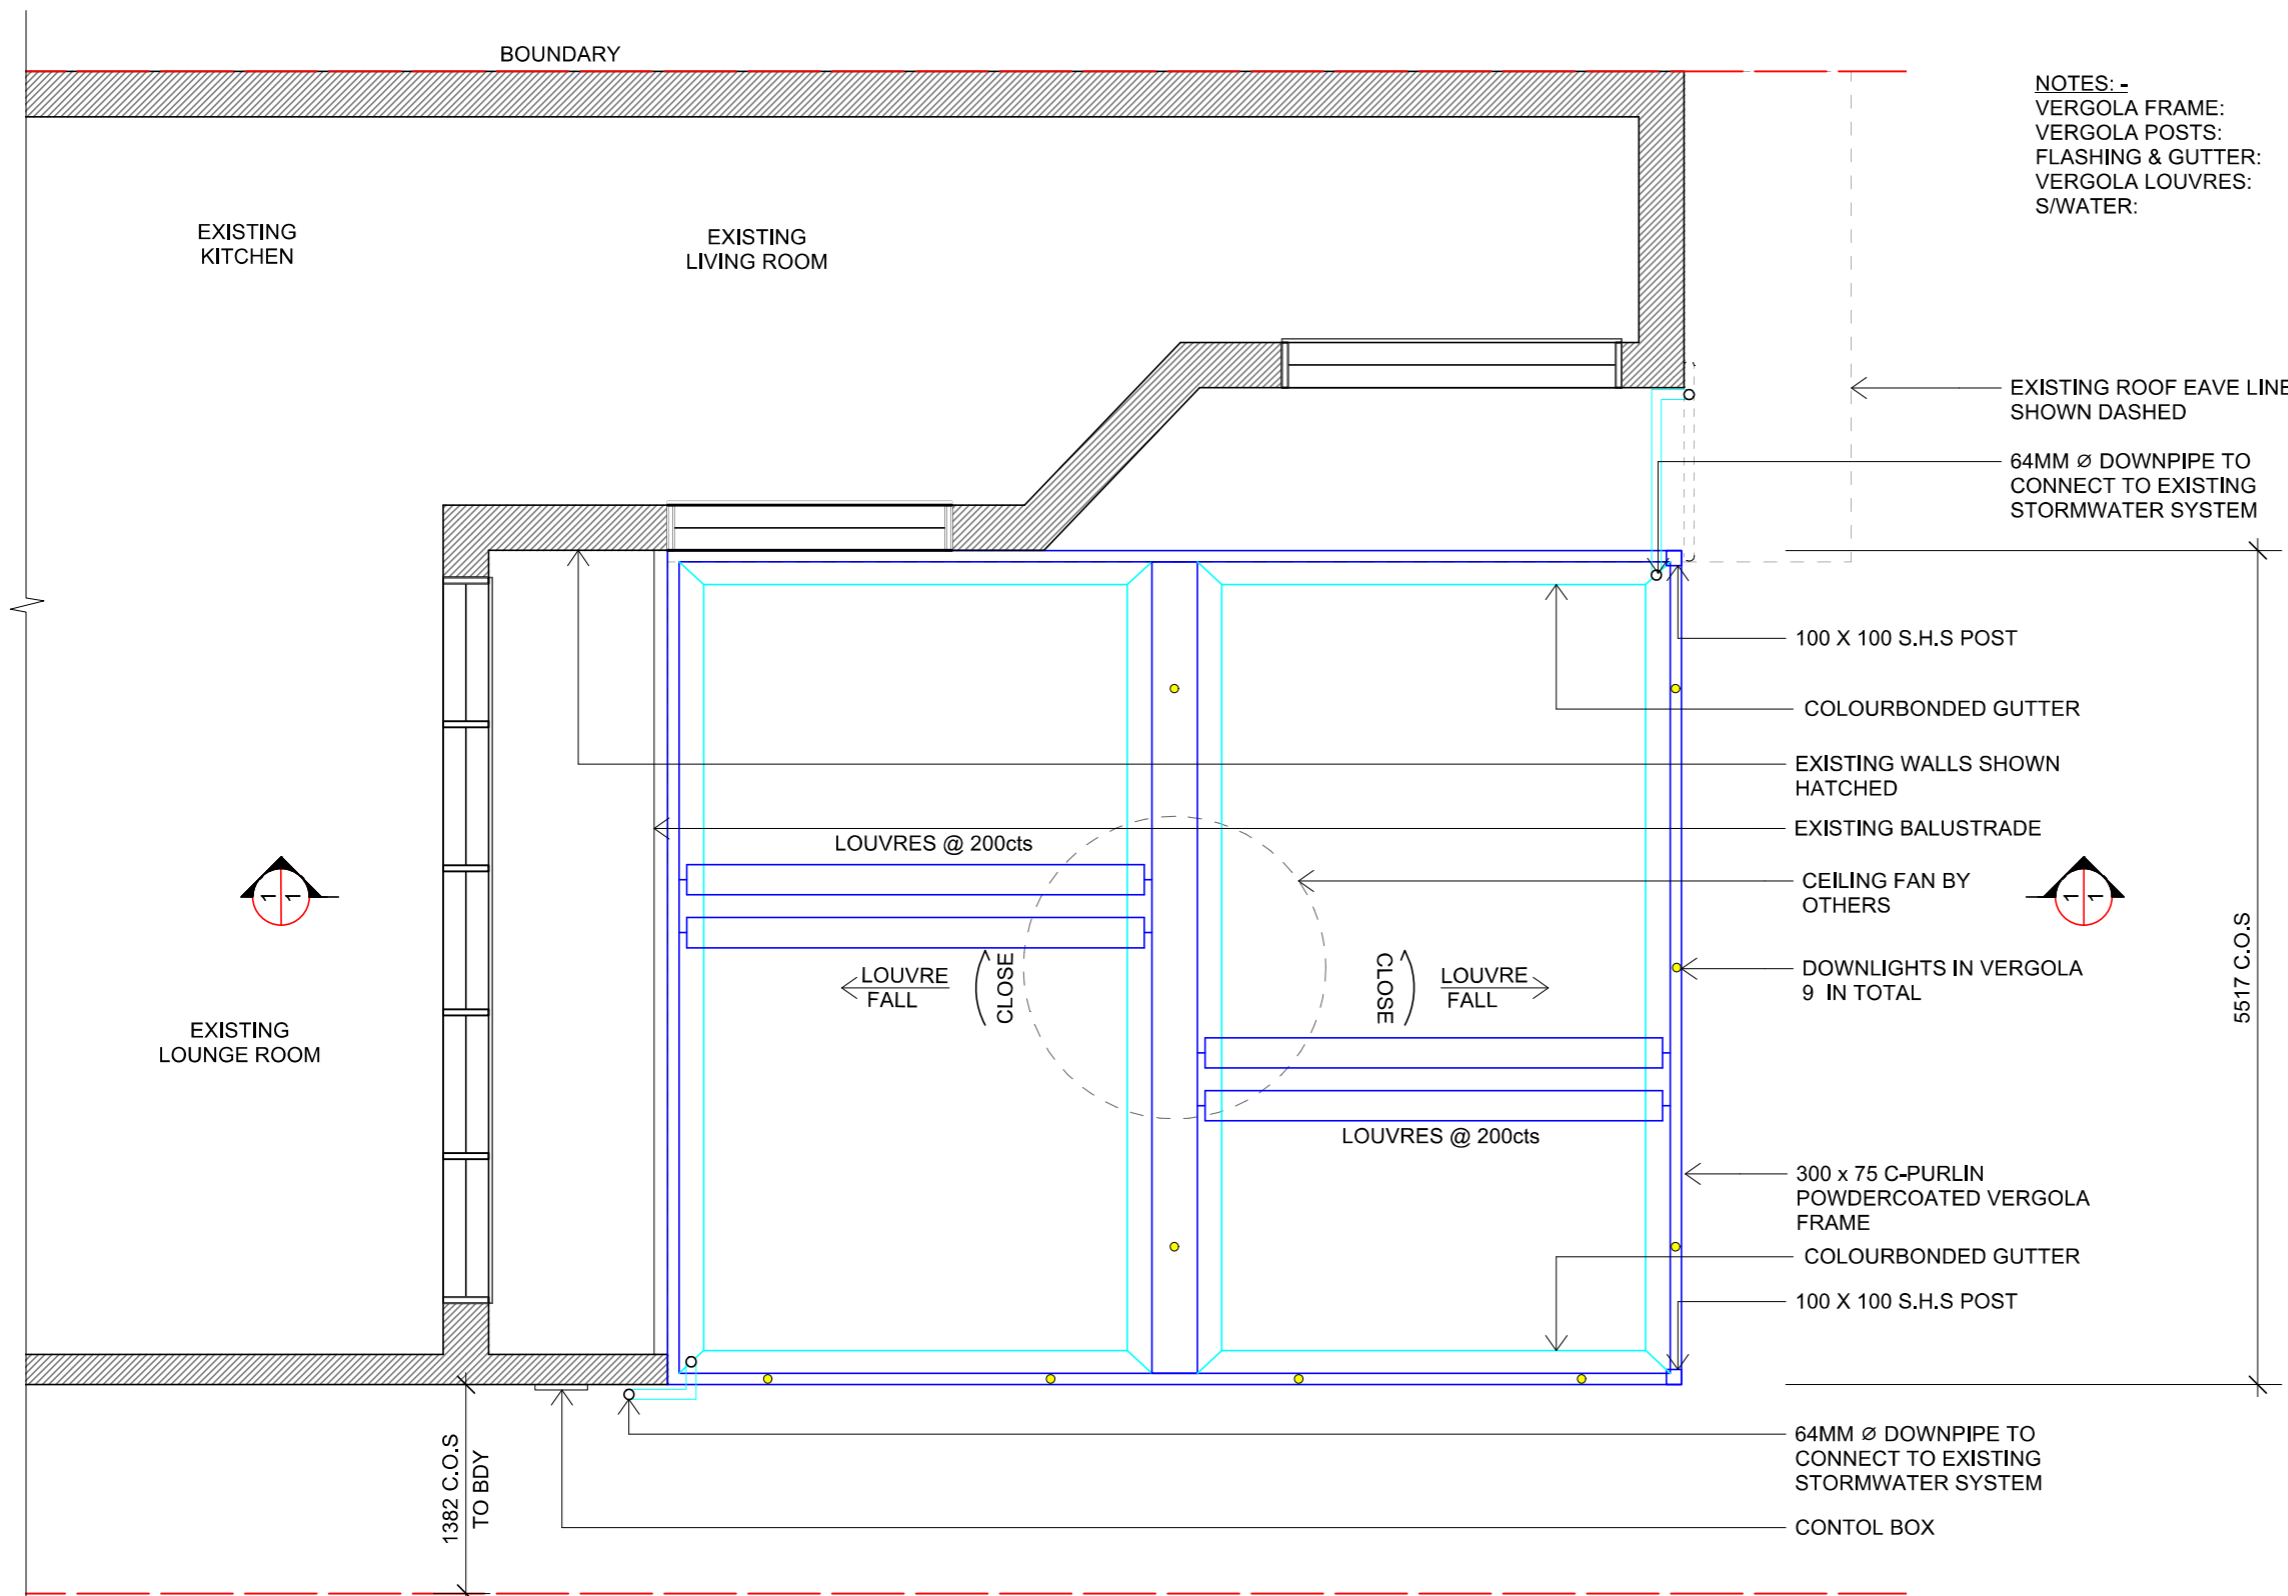 BOUNDARY
NOTES: -
VERGOLA FRAME:
VERGOLA POSTS:
FLASHING & GUTTER:
VERGOLA LOUVRES:
S/WATER:
EXISTING
KITCHEN
EXISTING
LIVING ROOM
EXISTING ROOF EAVE LINE
SHOWN DASHED
64MM Ø DOWNPIPE TO
CONNECT TO EXISTING
STORMWATER SYSTEM
100 X 100 S.H.S POST
COLOURBONDED GUTTER
EXISTING WALLS SHOWN
HATCHED
EXISTING BALUSTRADE
LOUVRES @ 200cts
CEILING FAN BY
OTHERS
1 1
1 1
LOUVRE
FALL
CLOSE
CLOSE
LOUVRE
FALL
DOWNLIGHTS IN VERGOLA
9 IN TOTAL
5517 C.O.S
EXISTING
LOUNGE ROOM
LOUVRES @ 200cts
300 x 75 C-PURLIN
POWDERCOATED VERGOLA
FRAME
COLOURBONDED GUTTER
100 X 100 S.H.S POST
64MM Ø DOWNPIPE TO
CONNECT TO EXISTING
STORMWATER SYSTEM
1382 C.O.S
TO BDY
CONTOL BOX